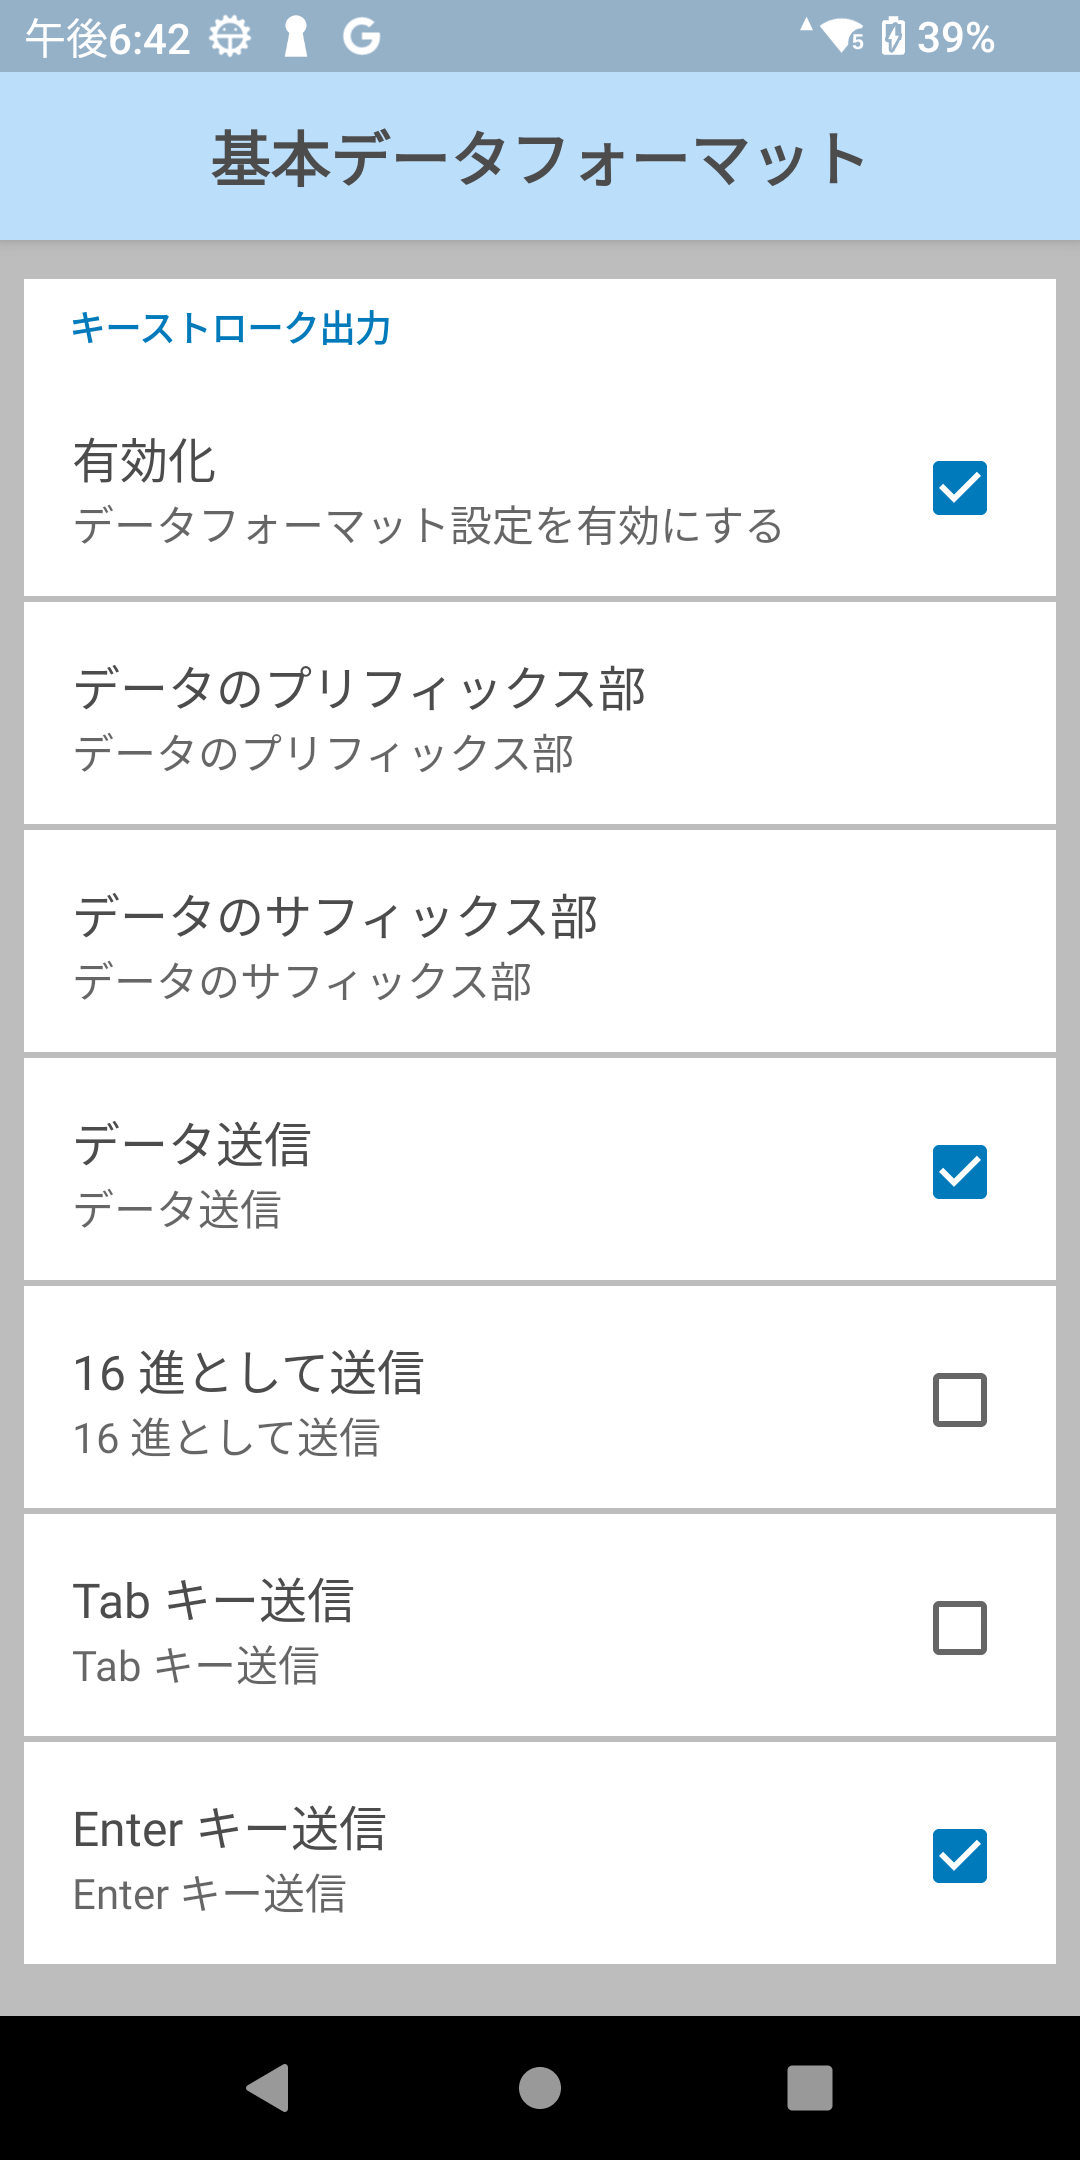 午後6:42
39%
基本データフォーマット
キーストローク出力
有効化
データフォーマット設定を有効にする
データのプリフィックス部
データのプリフィックス部
データのサフィックス部
データのサフィックス部
データ送信
データ送信
16 進として送信
16 進として送信
Tab キー送信
Tab キー送信
Enter キー送信
Enter キー送信